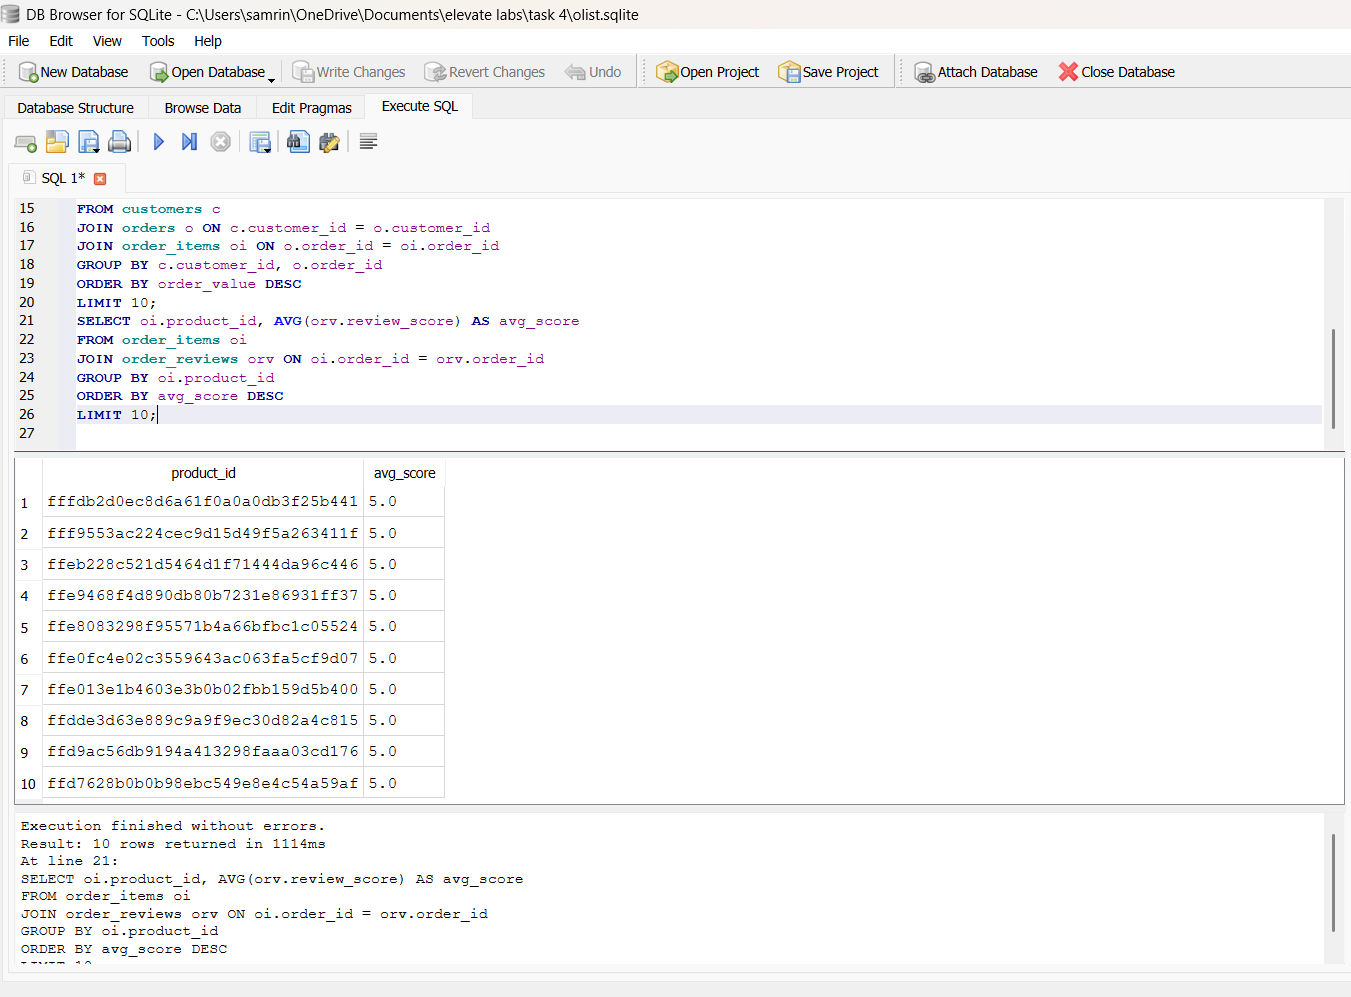 DB Browser for SQLite - C:\Users\samrin\OneDrive\Documents\elevate labs\task 4\olist.sqlite
File Edit View Tools Help
New Database Open Database Write Changes Revert Changes Undo Open Project Save Project Attach Database Close Database
Database Structure Browse Data Edit Pragmas Execute SQL
SQL 1*
15 FROM customers c
16 JOIN orders o ON c.customer_id = o.customer_id
17 JOIN order_items oi ON o.order_id = oi.order_id
18 GROUP BY c.customer_id, o.order_id
19 ORDER BY order_value DESC
20 LIMIT 10;
21 SELECT oi.product_id, AVG(orv.review_score) AS avg_score
22 FROM order_items oi
23 JOIN order_reviews orv ON oi.order_id = orv.order_id
24 GROUP BY oi.product_id
25 ORDER BY avg_score DESC
26 LIMIT 10;
27
product_id avg_score
1 fffdb2d0ec8d6a61f0a0a0db3f25b441 5.0
2 fff9553ac224cec9d15d49f5a263411f 5.0
3 ffeb228c521d5464d1f71444da96c446 5.0
4 ffe9468f4d890db80b7231e86931ff37 5.0
5 ffe8083298f95571b4a66bfbc1c05524 5.0
6 ffe0fc4e02c3559643ac063fa5cf9d07 5.0
7 ffe013e1b4603e3b0b02fbb159d5b400 5.0
8 ffdde3d63e889c9a9f9ec30d82a4c815 5.0
9 ffd9ac56db9194a413298faaa03cd176 5.0
10 ffd7628b0b0b98ebc549e8e4c54a59af 5.0
Execution finished without errors.
Result: 10 rows returned in 1114ms
At line 21:
SELECT oi.product_id, AVG(orv.review_score) AS avg_score
FROM order_items oi
JOIN order_reviews orv ON oi.order_id = orv.order_id
GROUP BY oi.product_id
ORDER BY avg_score DESC